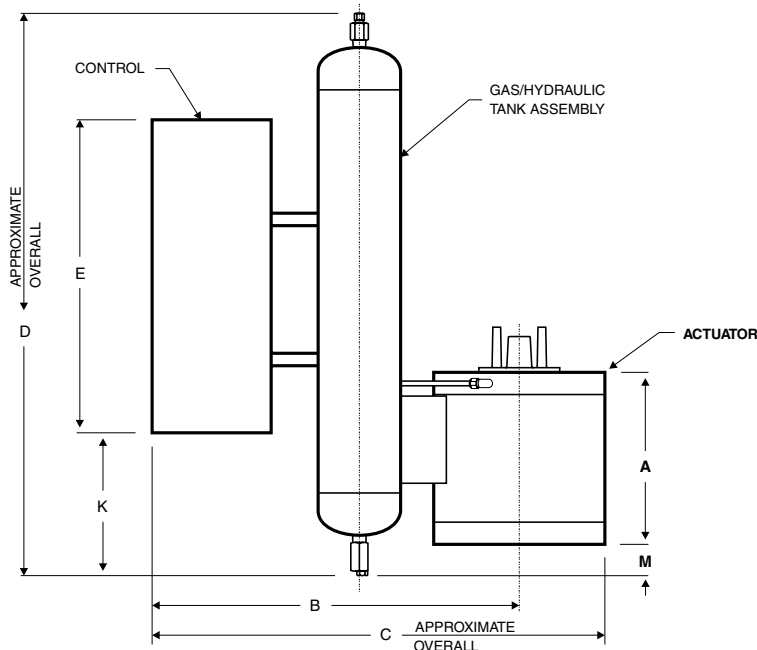 CONTROL
GAS/HYDRAULIC
TANK ASSEMBLY
APPROXIMATE
OVERALL
E
D
ACTUATOR
A
K
M
B
C
APPROXIMATE
OVERALL